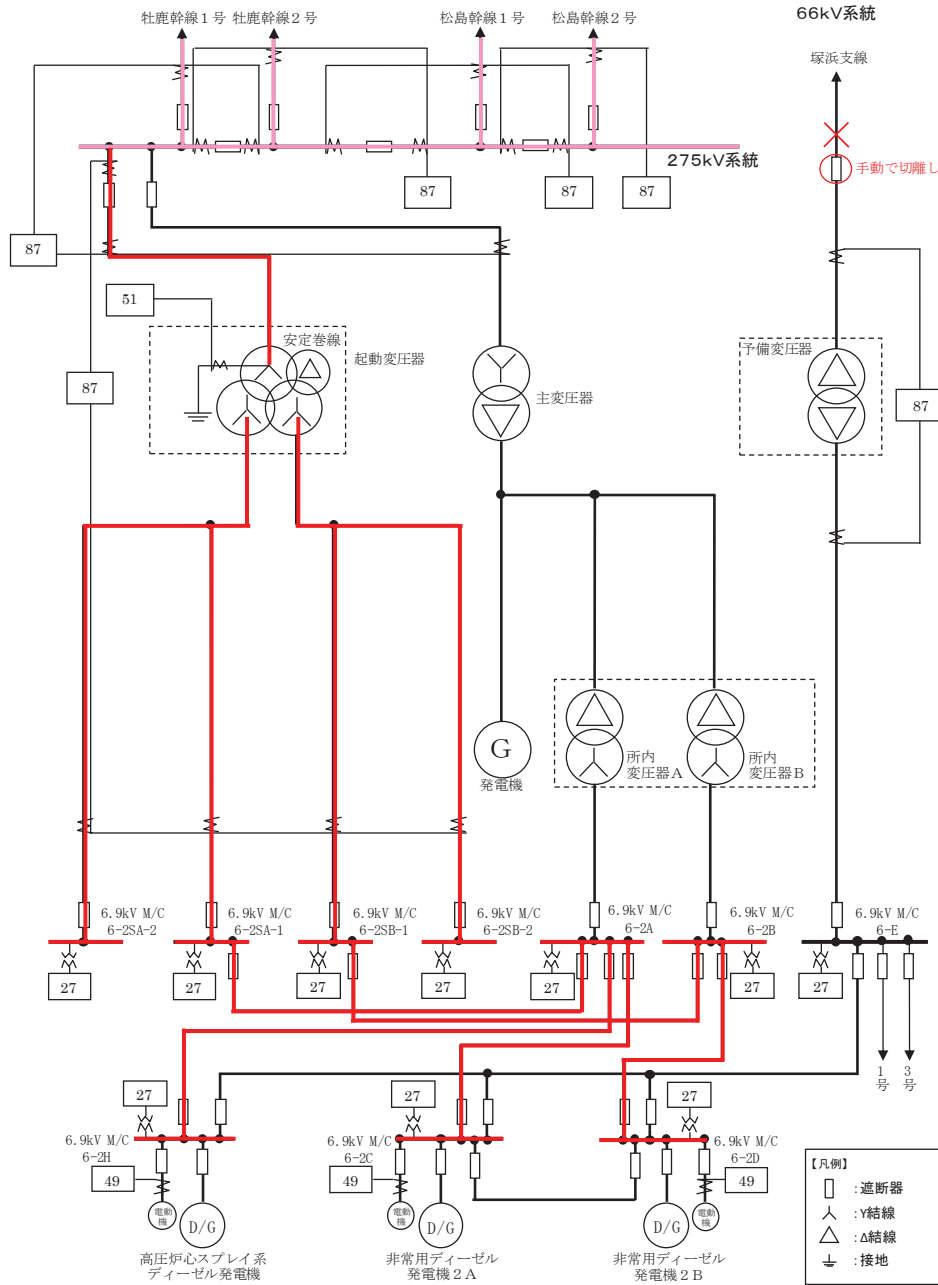 牡鹿幹線1号
牡鹿幹線2号
松島幹線1号
松島幹線2号
66kV系統
塚浜支線
275kV系統
手動で切離し
87
87
87
87
51
安定巻線
起動変圧器
87
主変圧器
予備変圧器
87
G
発電機
所内
変圧器A
所内
変圧器B
6.9kV M/C
6-2SA-2
6.9kV M/C
6-2SA-1
6.9kV M/C
6-2SB-1
6.9kV M/C
6-2SB-2
6.9kV M/C
6-2A
6.9kV M/C
6-2B
6.9kV M/C
6-E
27
27
27
27
27
27
27
1号
3号
27
27
27
6.9kV M/C
6-2H
6.9kV M/C
6-2C
6.9kV M/C
6-2D
49
49
49
電動機
D/G
電動機
D/G
D/G
電動機
高圧炉心スプレイ系
ディーゼル発電機
非常用ディーゼル
発電機2A
非常用ディーゼル
発電機2B
【凡例】
:遮断器
:Y結線
:Δ結線
:接地